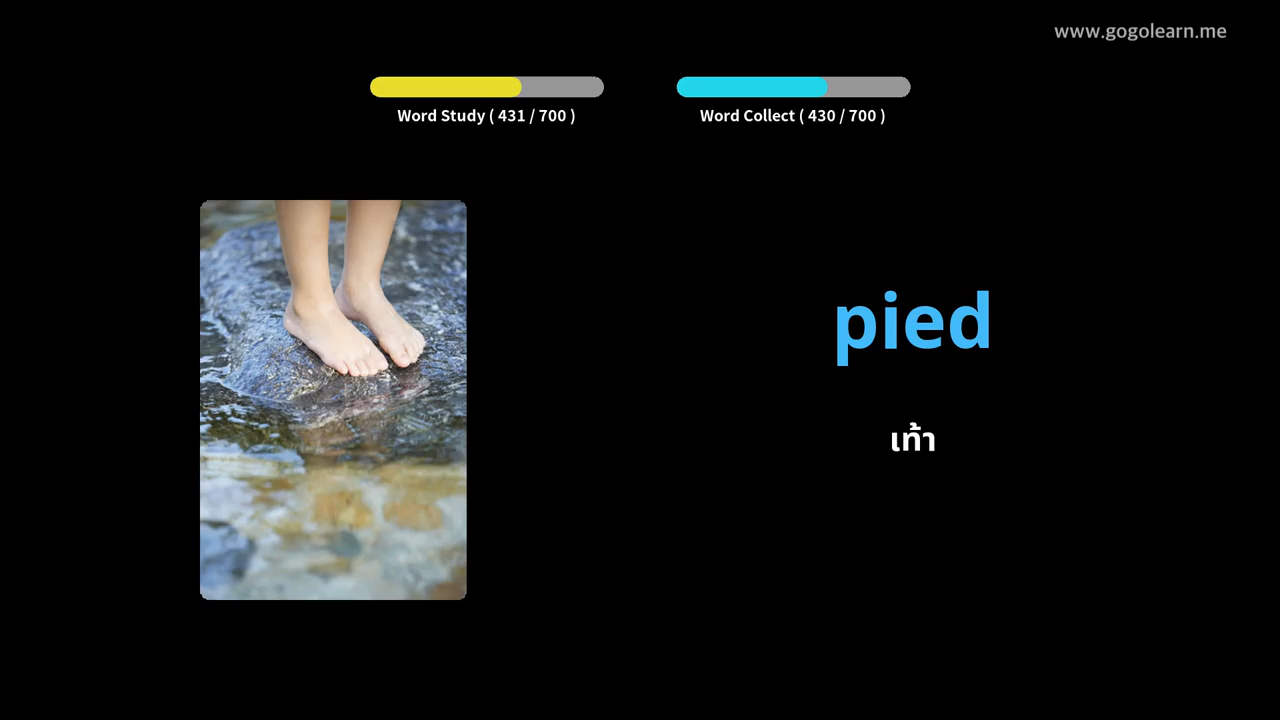 www.gogolearn.me
Word Study ( 431 / 700 )
Word Collect ( 430 / 700 )
pied
เท้า